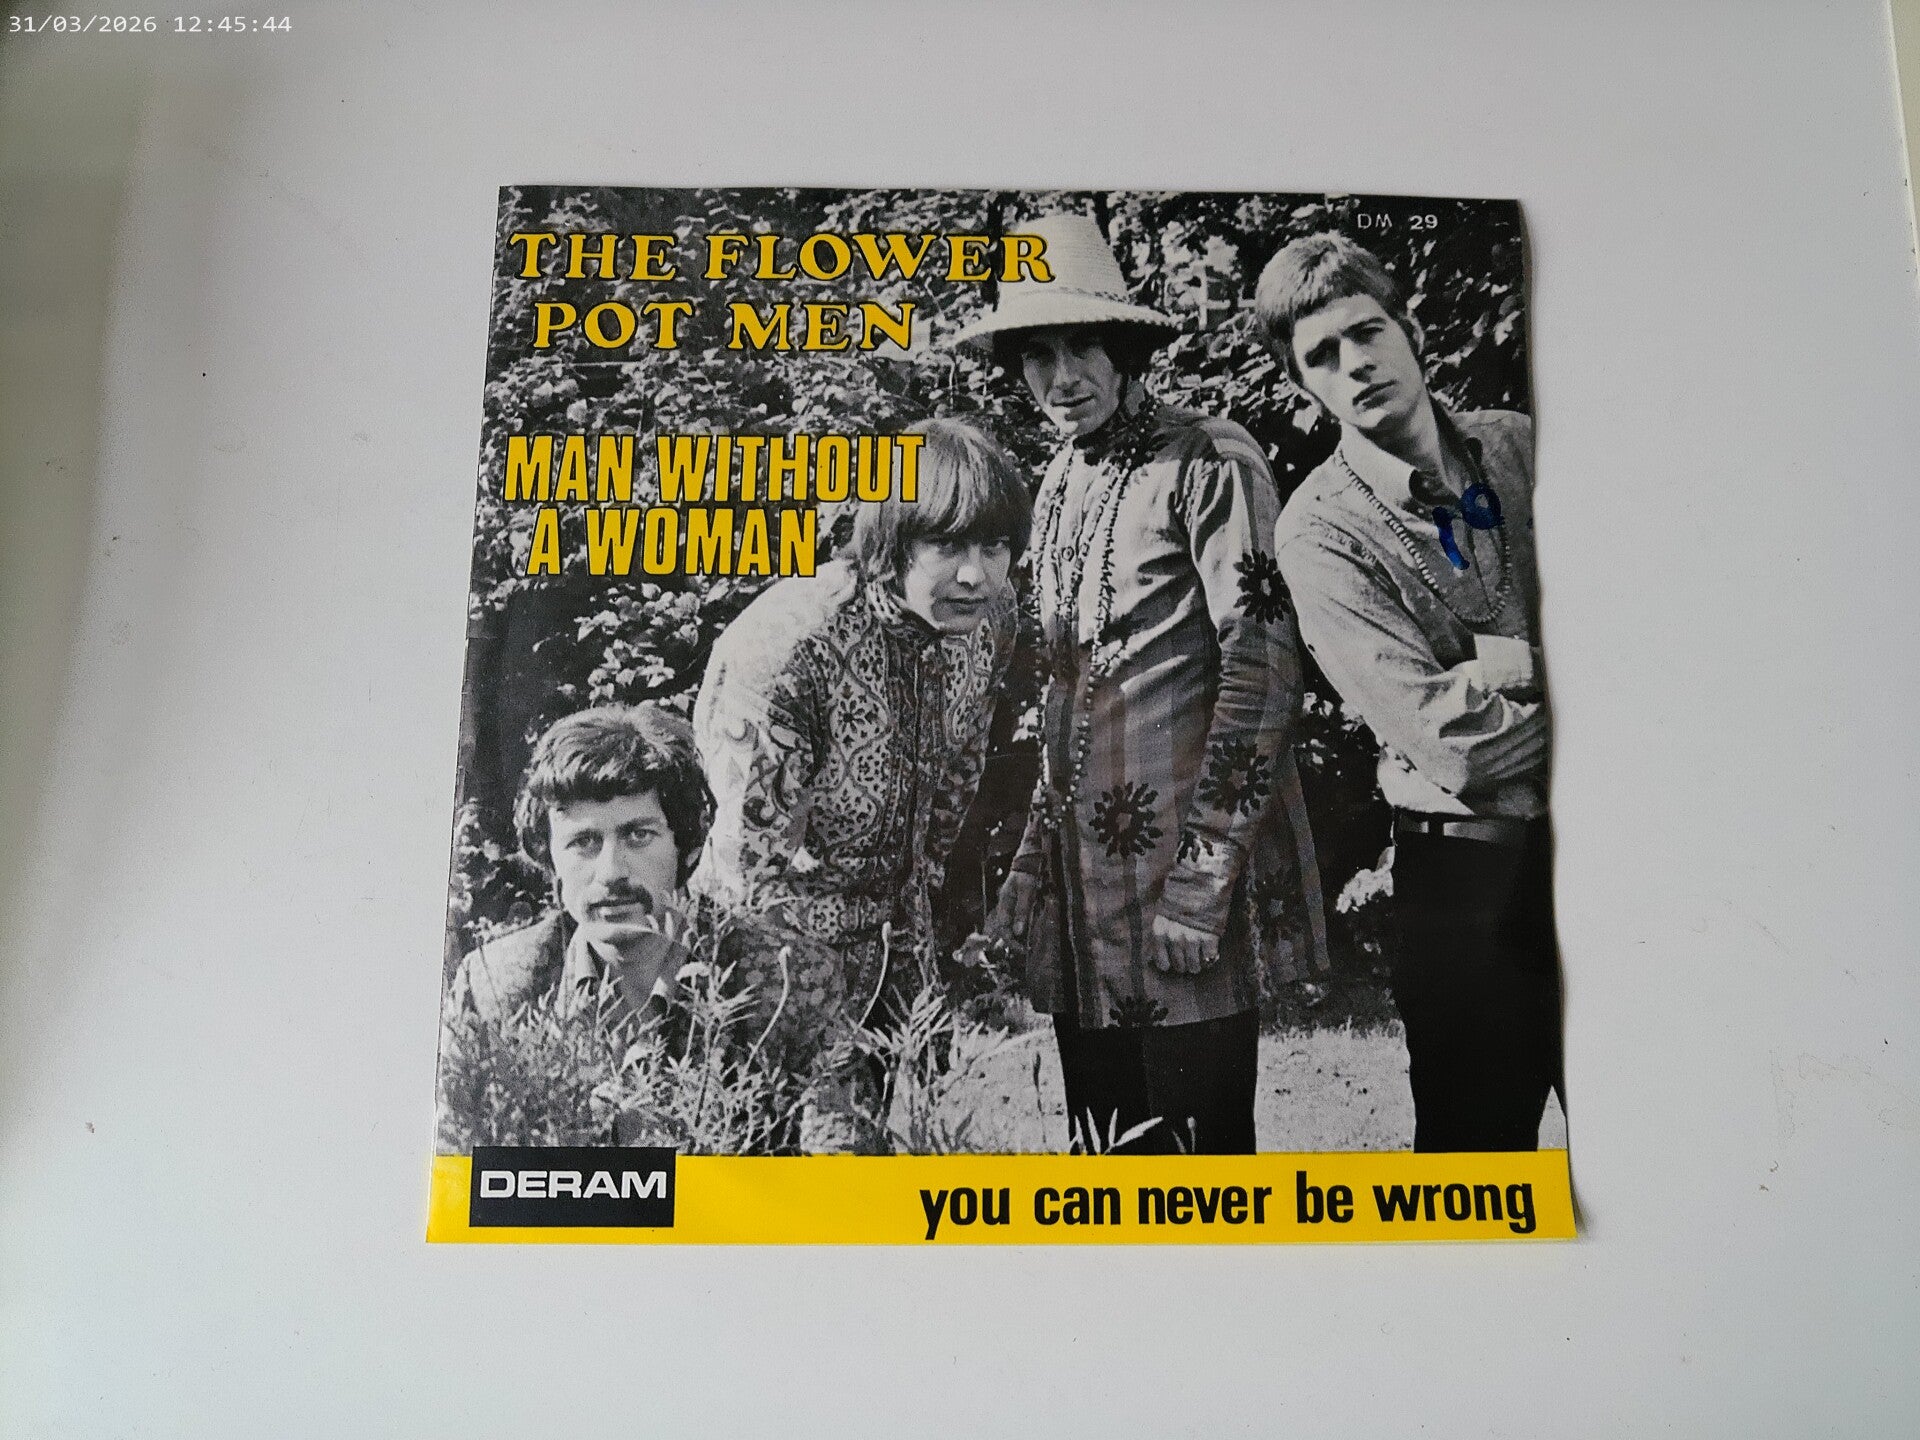 31/03/2026 12:45:44
DM 29
THE FLOWER
POT MEN
MAN WITHOUT
A WOMAN
10
DERAM
you can never be wrong